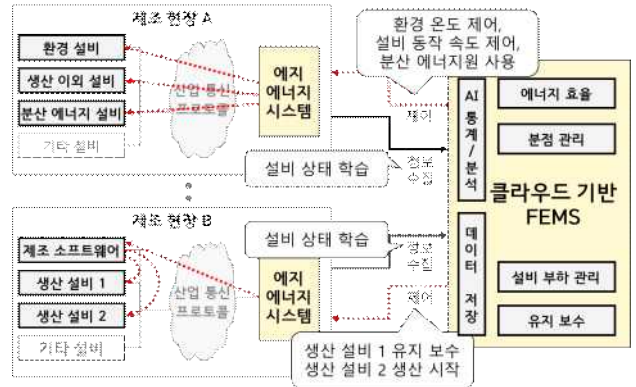 제조 현장 A
환경 설비
생산 이외 설비
분산 에너지 설비
기타 설비
산업 통신
프로토콜
에지
에너지
시스템
환경 온도 제어,
설비 동작 속도 제어,
분산 에너지원 사용
제어
정보
수집
설비 상태 학습
AI
통계/
분석
에너지 효율
분점 관리
클라우드 기반
FEMS
데이터
저장
설비 부하 관리
유지 보수
제조 현장 B
제조 소프트웨어
생산 설비 1
생산 설비 2
기타 설비
산업 통신
프로토콜
에지
에너지
시스템
설비 상태 학습
정보
수집
제어
생산 설비 1 유지 보수
생산 설비 2 생산 시작